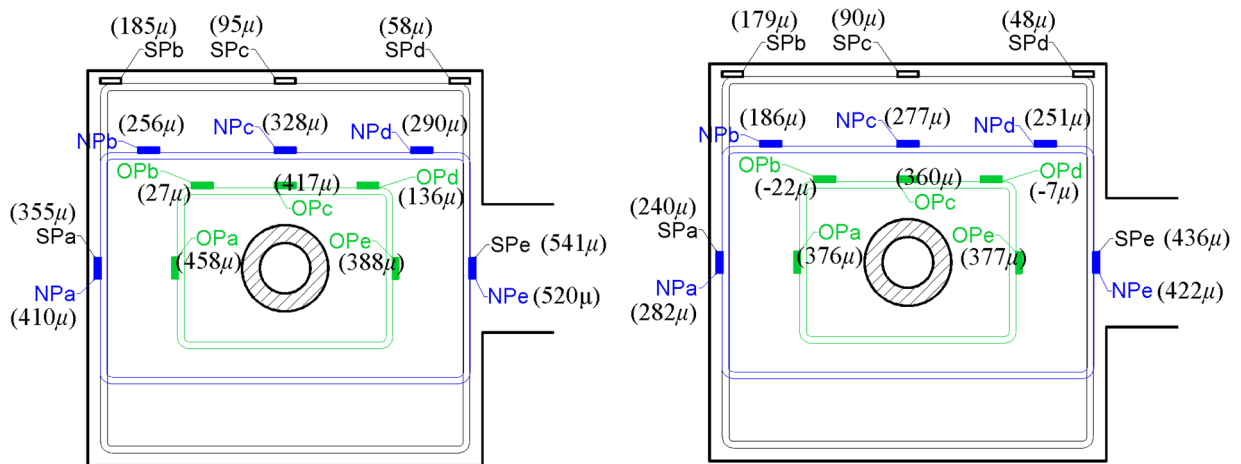 (185μ) (95μ) (58μ)
SPb SPc SPd
(256μ) (328μ) (290μ)
NPb NPc NPd
OPb OPd
(27μ) (417μ) (136μ)
OPc
(355μ)
SPa OPa OPe SPe (541μ)
(458μ) (388μ)
NPa NPe (520μ)
(410μ)
(179μ) (90μ) (48μ)
SPb SPc SPd
(186μ) (277μ) (251μ)
NPb NPc NPd
OPb OPd
(-22μ) (360μ) (-7μ)
OPc
(240μ)
SPa OPa OPe SPe (436μ)
(376μ) (377μ)
NPa NPe (422μ)
(282μ)